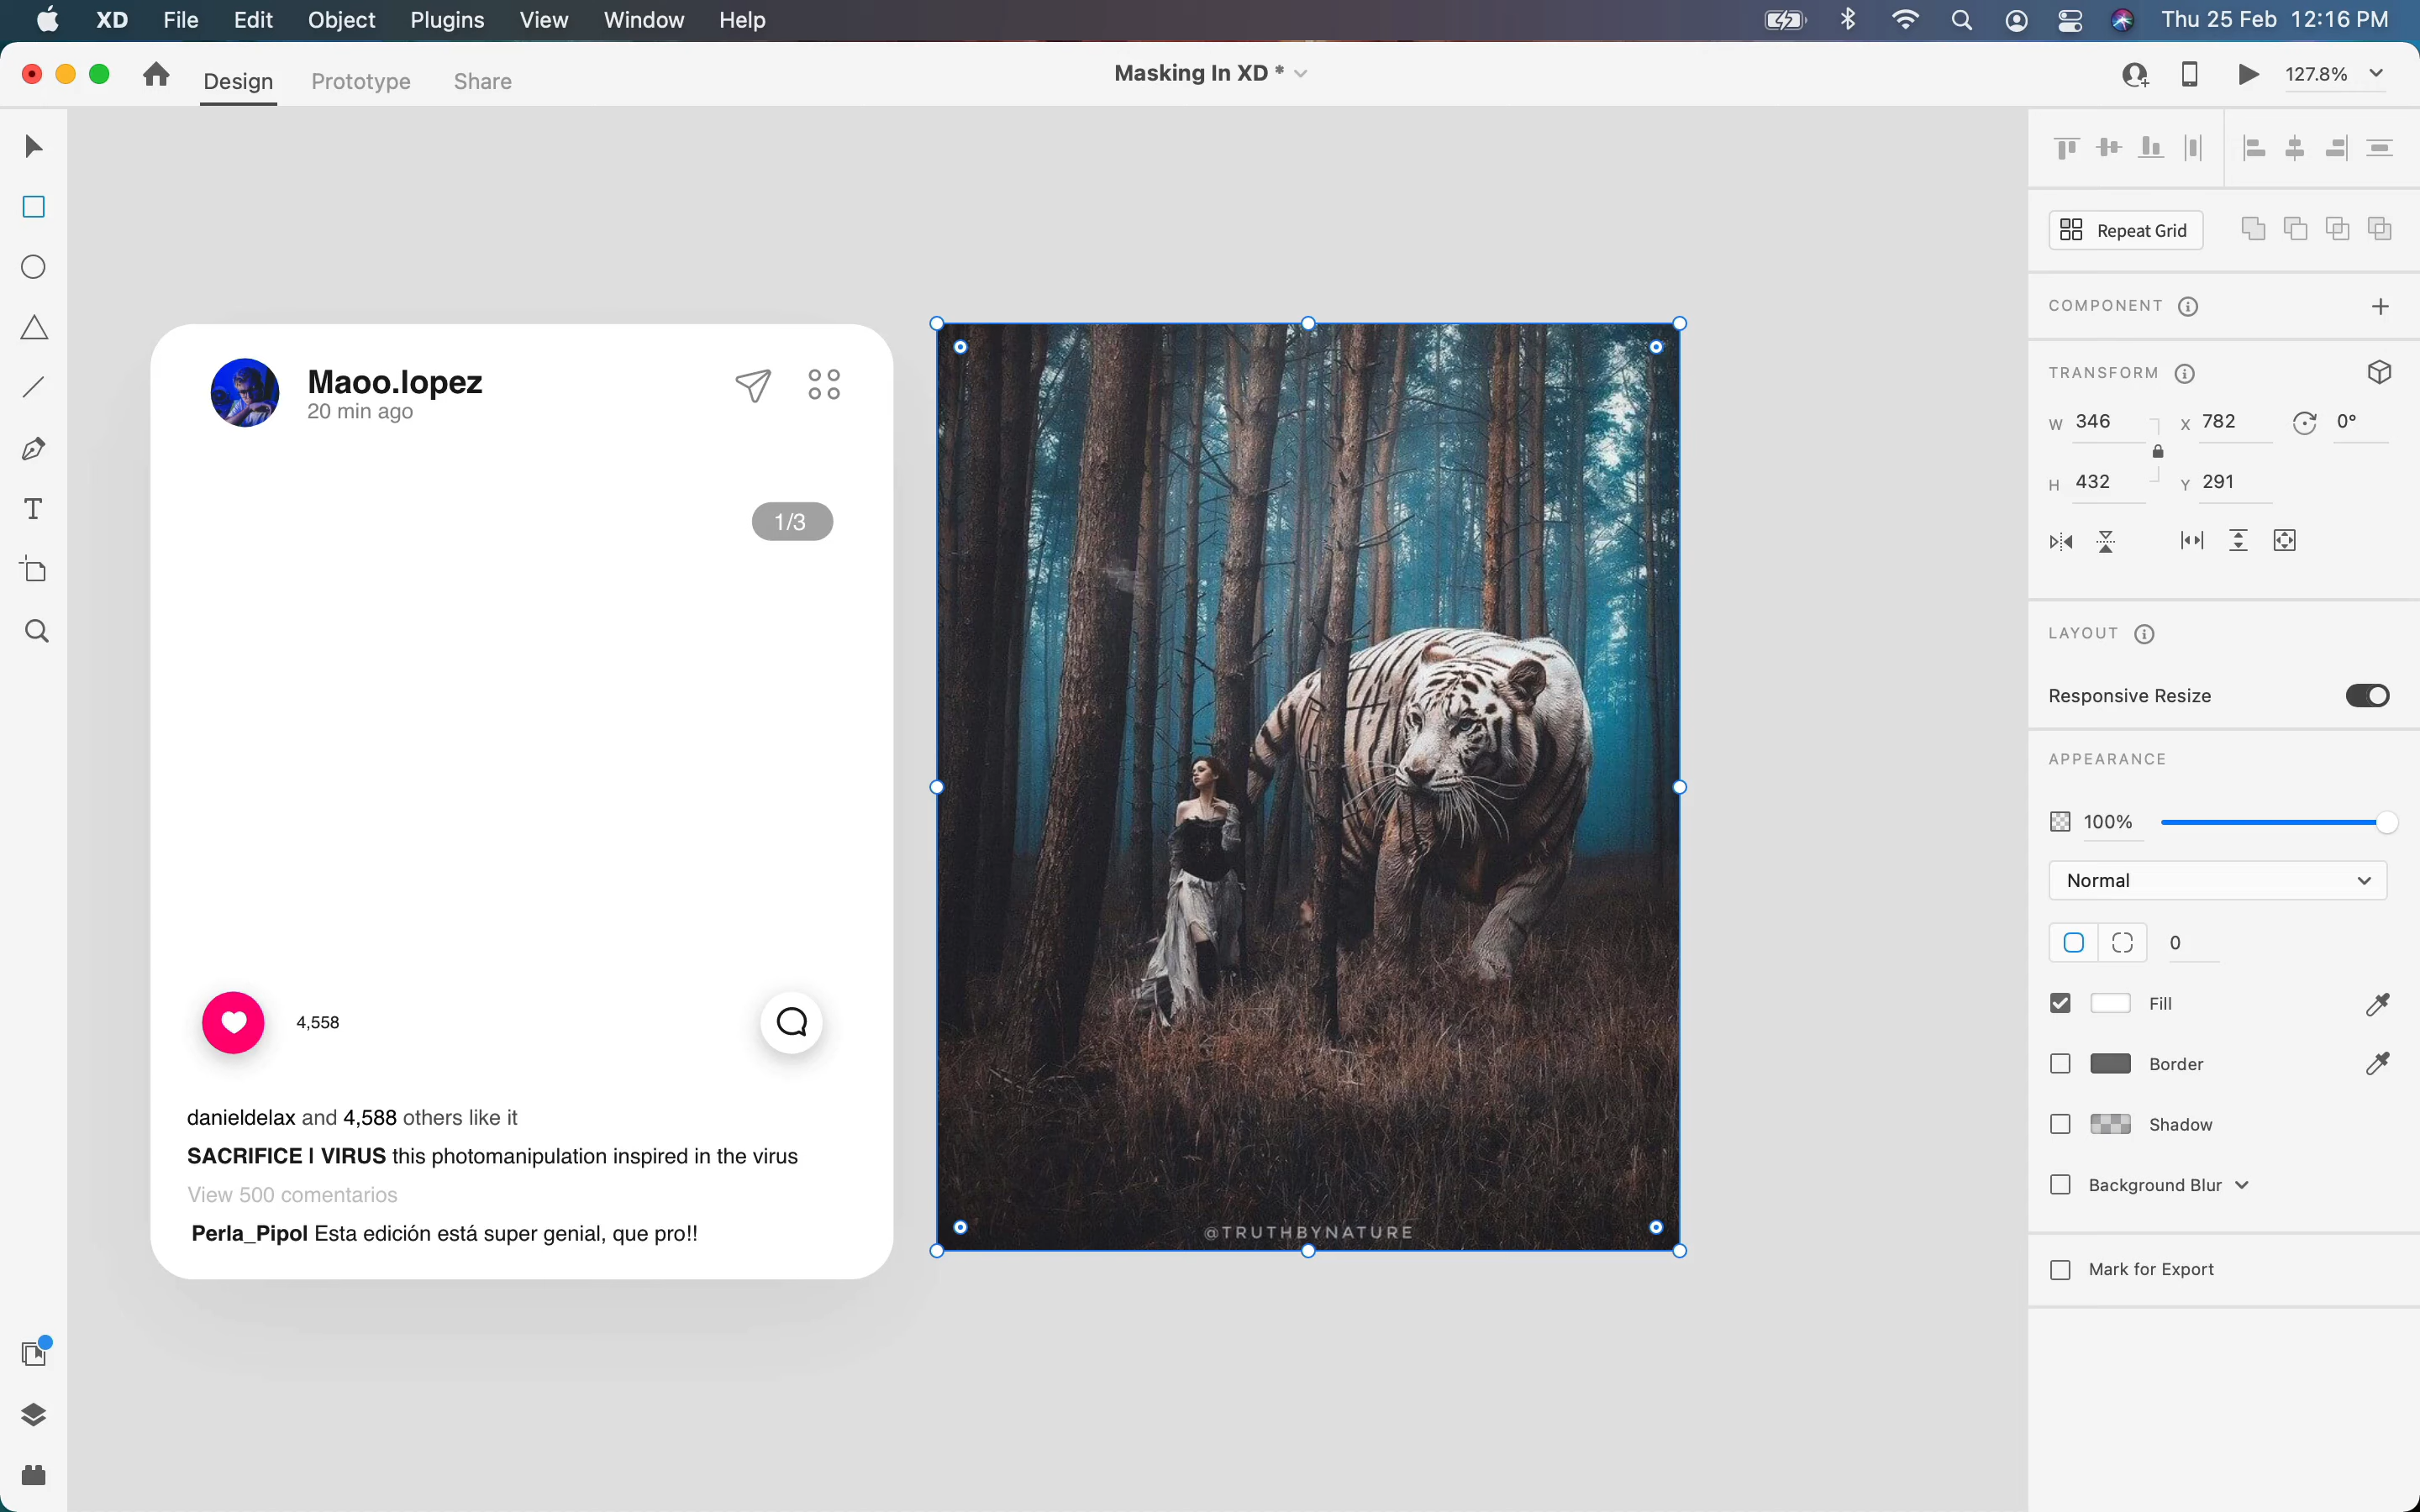 XD File Edit Object Plugins View Window Help Thu 25 Feb 12:16 PM
Design Prototype Share Masking In XD * 127.8%
Repeat Grid
COMPONENT
TRANSFORM
W 346 X 782 0°
H 432 Y 291
LAYOUT
Responsive Resize
APPEARANCE
100%
Normal
0
Fill
Border
Shadow
Background Blur
Mark for Export
Maoo.lopez
20 min ago
1/3
4,558
danieldelax and 4,588 others like it
SACRIFICE | VIRUS this photomanipulation inspired in the virus
View 500 comentarios
Perla_Pipol Esta edición está super genial, que pro!!
@TRUTHBYNATURE